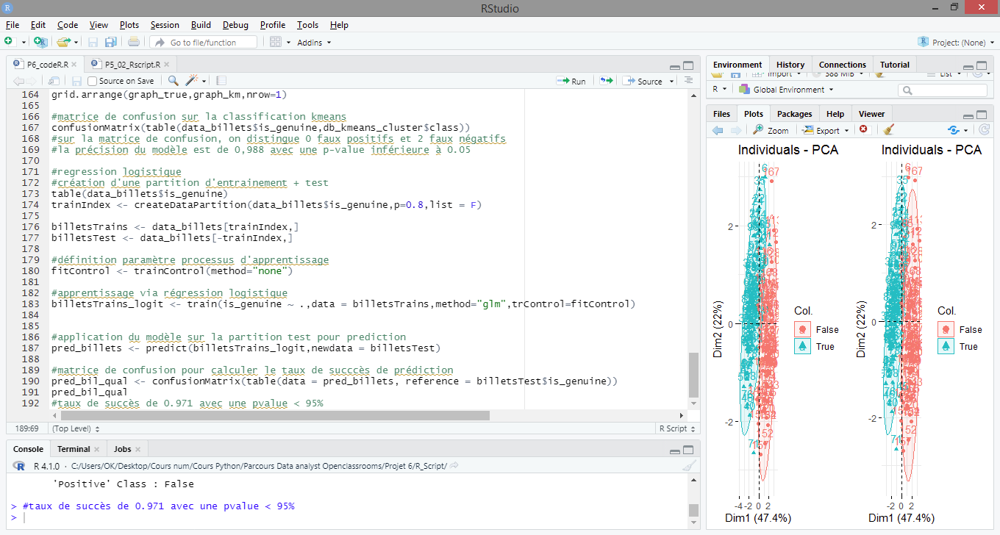 RStudio
File Edit Code View Plots Session Build Debug Profile Tools Help
Go to file/function Addins Project: (None)
P6_codeR.R P5_02_Rscript.R
Source on Save Run Source
164 grid.arrange(graph_true,graph_km,nrow=1)
165
166 #matrice de confusion sur la classification kmeans
167 confusionMatrix(table(data_billets$is_genuine,db_kmeans_cluster$class))
168 #sur la matrice de confusion, on distingue 0 faux positifs et 2 faux négatifs
169 #la précision du modèle est de 0,988 avec une p-value inférieure à 0.05
170
171 #regression logistique
172 #création d'une partition d'entrainement + test
173 table(data_billets$is_genuine)
174 trainIndex <- createDataPartition(data_billets$is_genuine,p=0.8,list = F)
175
176 billetsTrains <- data_billets[trainIndex,]
177 billetsTest <- data_billets[-trainIndex,]
178
179 #définition paramètre processus d'apprentissage
180 fitControl <- trainControl(method="none")
181
182 #apprentissage via régression logistique
183 billetsTrains_logit <- train(is_genuine ~ .,data = billetsTrains,method="glm",trControl=fitControl)
184
185
186 #application du modèle sur la partition test pour prediction
187 pred_billets <- predict(billetsTrains_logit,newdata = billetsTest)
188
189 #matrice de confusion pour calculer le taux de succcès de prédiction
190 pred_bil_qual <- confusionMatrix(table(data = pred_billets, reference = billetsTest$is_genuine))
191 pred_bil_qual
192 #taux de succès de 0.971 avec une pvalue < 95%
189:69 (Top Level) R Script
Console Terminal Jobs
R 4.1.0 · C:/Users/OK/Desktop/Cours num/Cours Python/Parcours Data analyst Openclassrooms/Projet 6/R_Script/
'Positive' Class : False
> #taux de succès de 0.971 avec une pvalue < 95%
>
Environment History Connections Tutorial
Import 388 MiB List
R Global Environment
Files Plots Packages Help Viewer
Zoom Export
Individuals - PCA
Dim2 (22%)
2
0
-2
-4 -2 0 2
Dim1 (47.4%)
Col.
False
True
Individuals - PCA
Dim2 (22%)
2
0
-2
-2 0 2
Dim1 (47.4%)
Col.
False
True